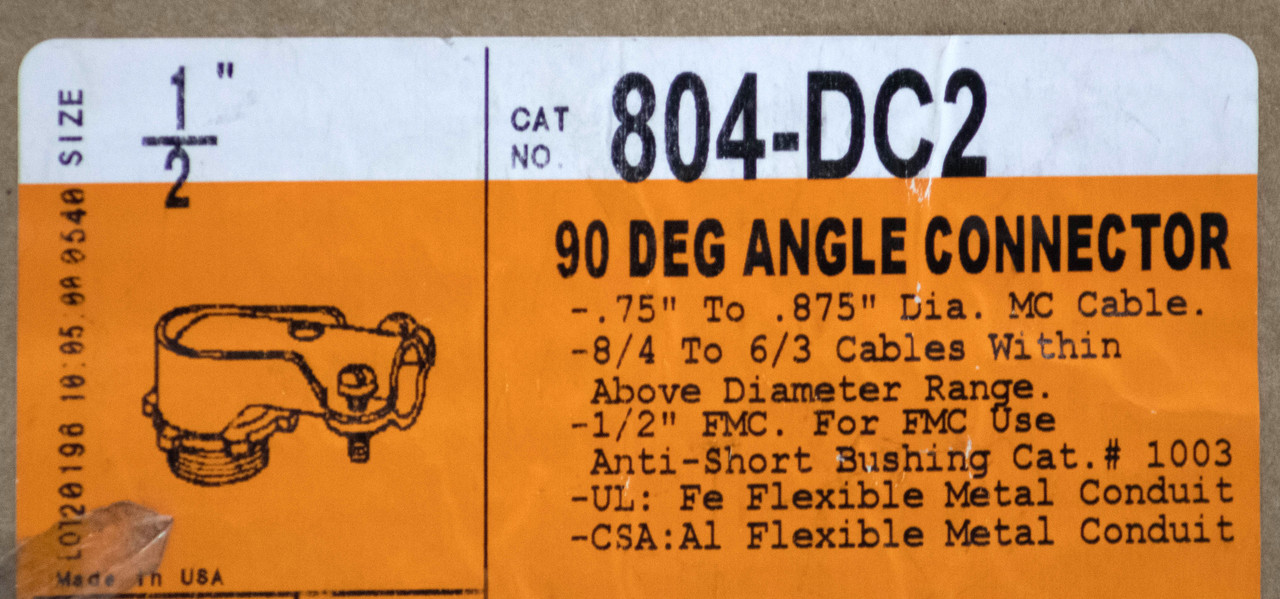 SIZE
1/2"
CAT NO. 804-DC2
90 DEG ANGLE CONNECTOR
-.75" To .875" Dia. MC Cable.
-8/4 To 6/3 Cables Within
Above Diameter Range.
-1/2" FMC. For FMC Use
Anti-Short Bushing Cat.# 1003
-UL: Fe Flexible Metal Conduit
-CSA:Al Flexible Metal Conduit
10:05:00 0540
Made in USA